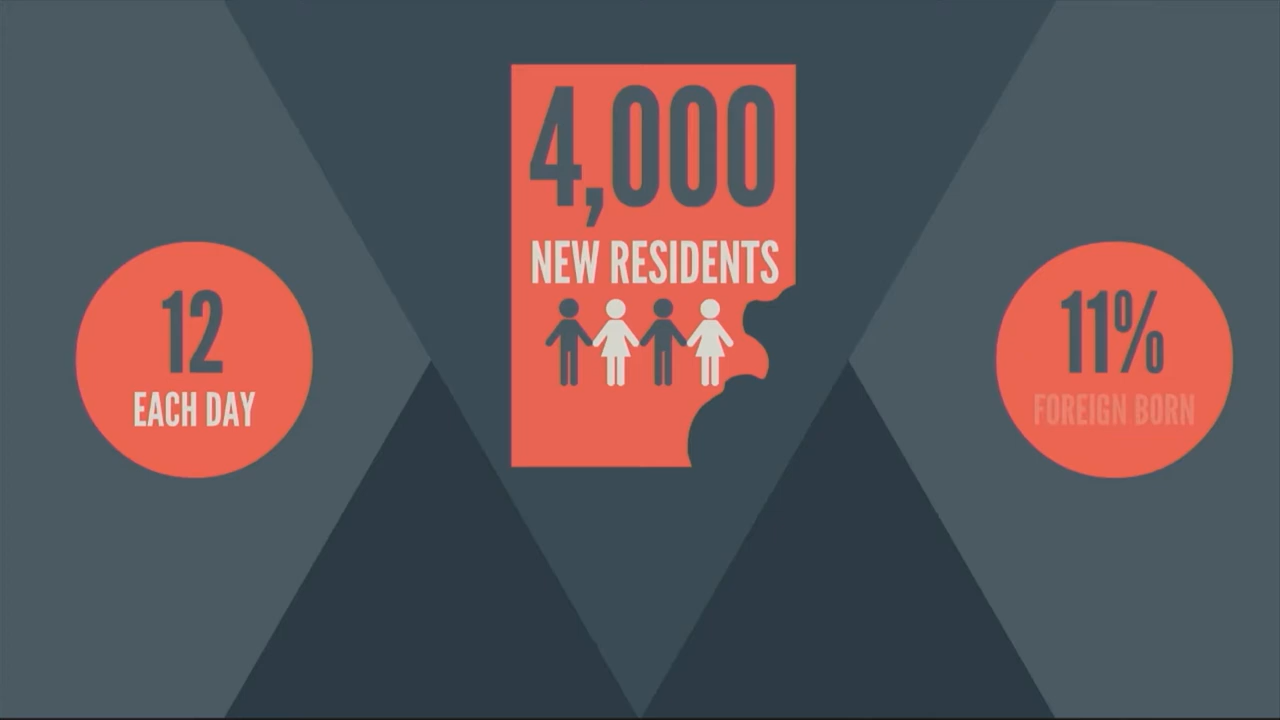 4,000
NEW RESIDENTS
12
EACH DAY
11%
FOREIGN BORN